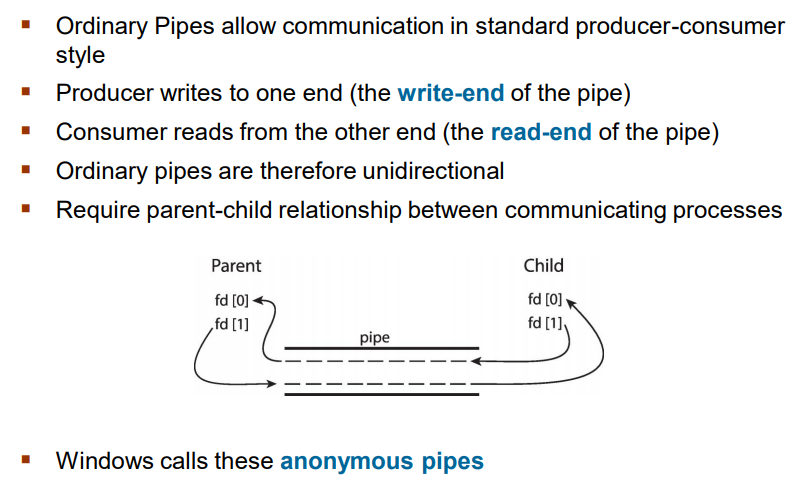 ▪ Ordinary Pipes allow communication in standard producer-consumer
style
▪ Producer writes to one end (the write-end of the pipe)
▪ Consumer reads from the other end (the read-end of the pipe)
▪ Ordinary pipes are therefore unidirectional
▪ Require parent-child relationship between communicating processes
Parent Child
fd [0] fd [0]
fd [1] fd [1]
pipe
▪ Windows calls these anonymous pipes